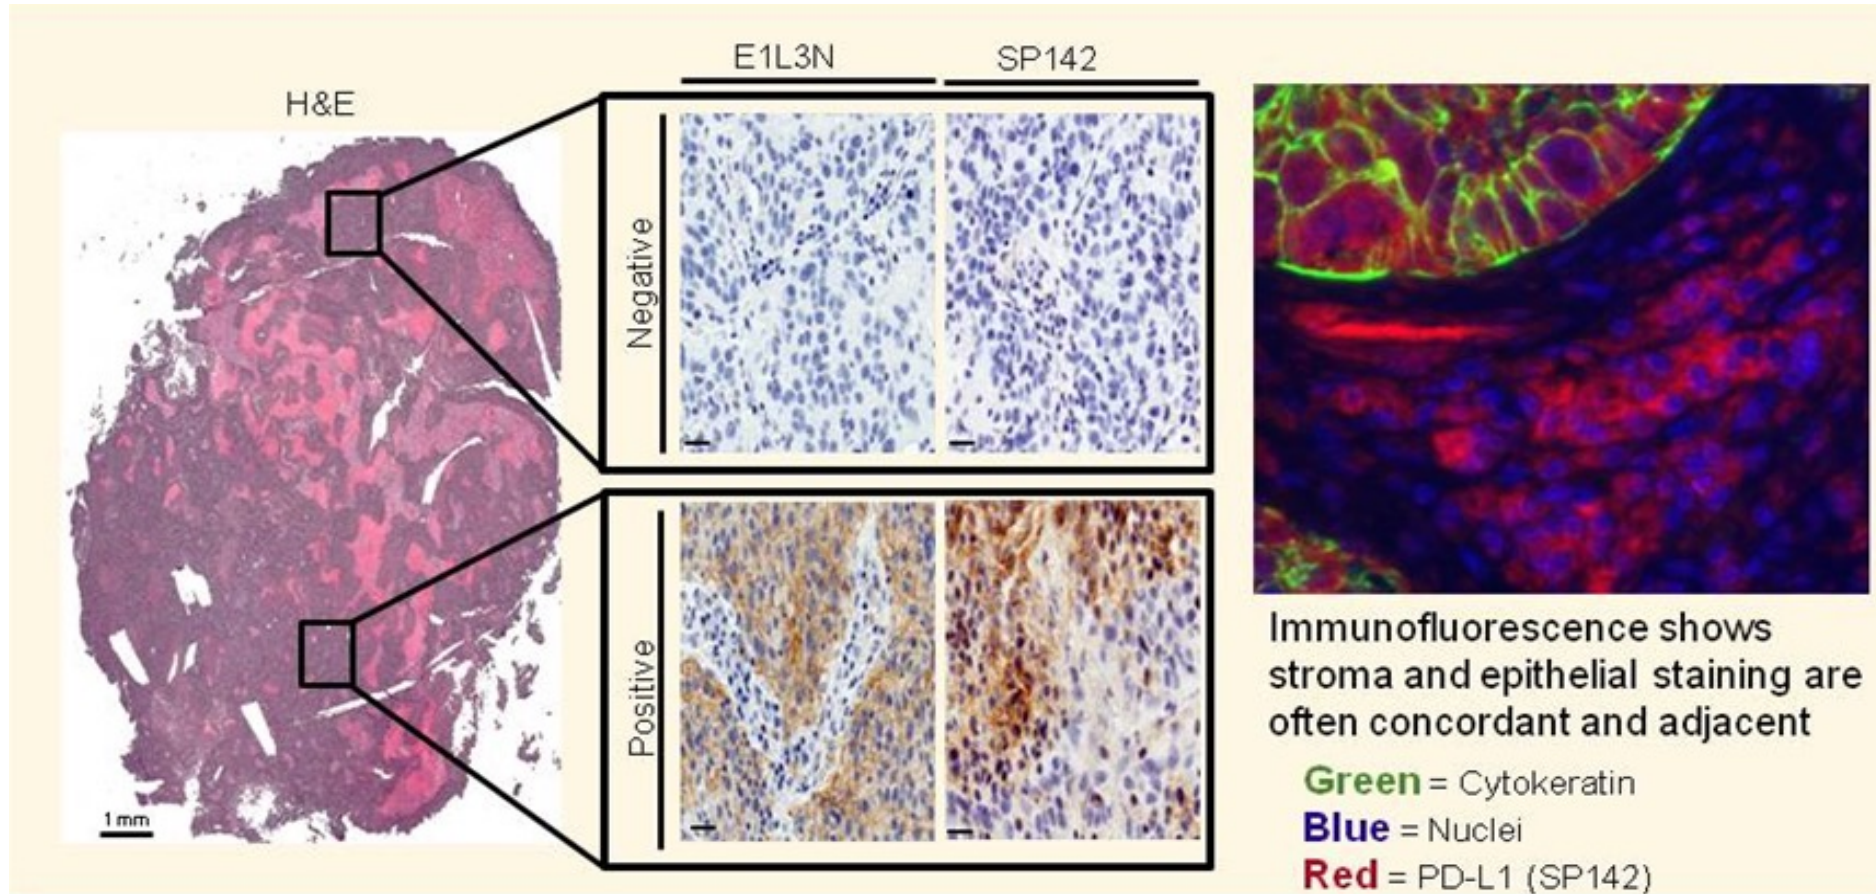 H&E
1 mm
E1L3N
SP142
Negative
Positive
Immunofluorescence shows
stroma and epithelial staining are
often concordant and adjacent
Green = Cytokeratin
Blue = Nuclei
Red = PD-L1 (SP142)